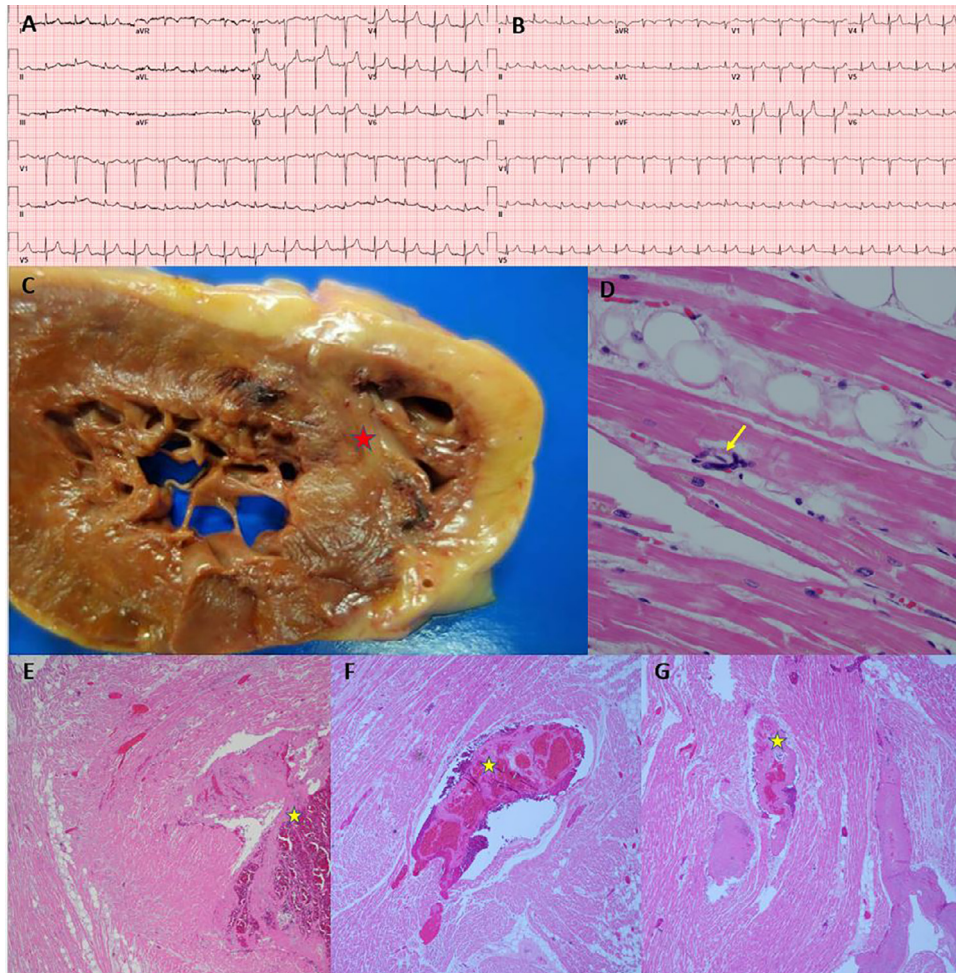 A
I aVR V1 V4
II aVL V2 V5
III aVF V3 V6
V1
II
V5
B
I aVR V1 V4
II aVL V2 V5
III aVF V3 V6
V1
II
V5
C
D
E
F
G